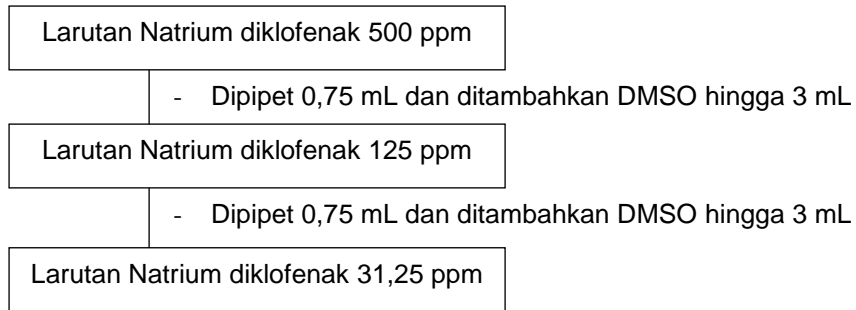 Larutan Natrium diklofenak 500 ppm
- Dipipet 0,75 mL dan ditambahkan DMSO hingga 3 mL
Larutan Natrium diklofenak 125 ppm
- Dipipet 0,75 mL dan ditambahkan DMSO hingga 3 mL
Larutan Natrium diklofenak 31,25 ppm